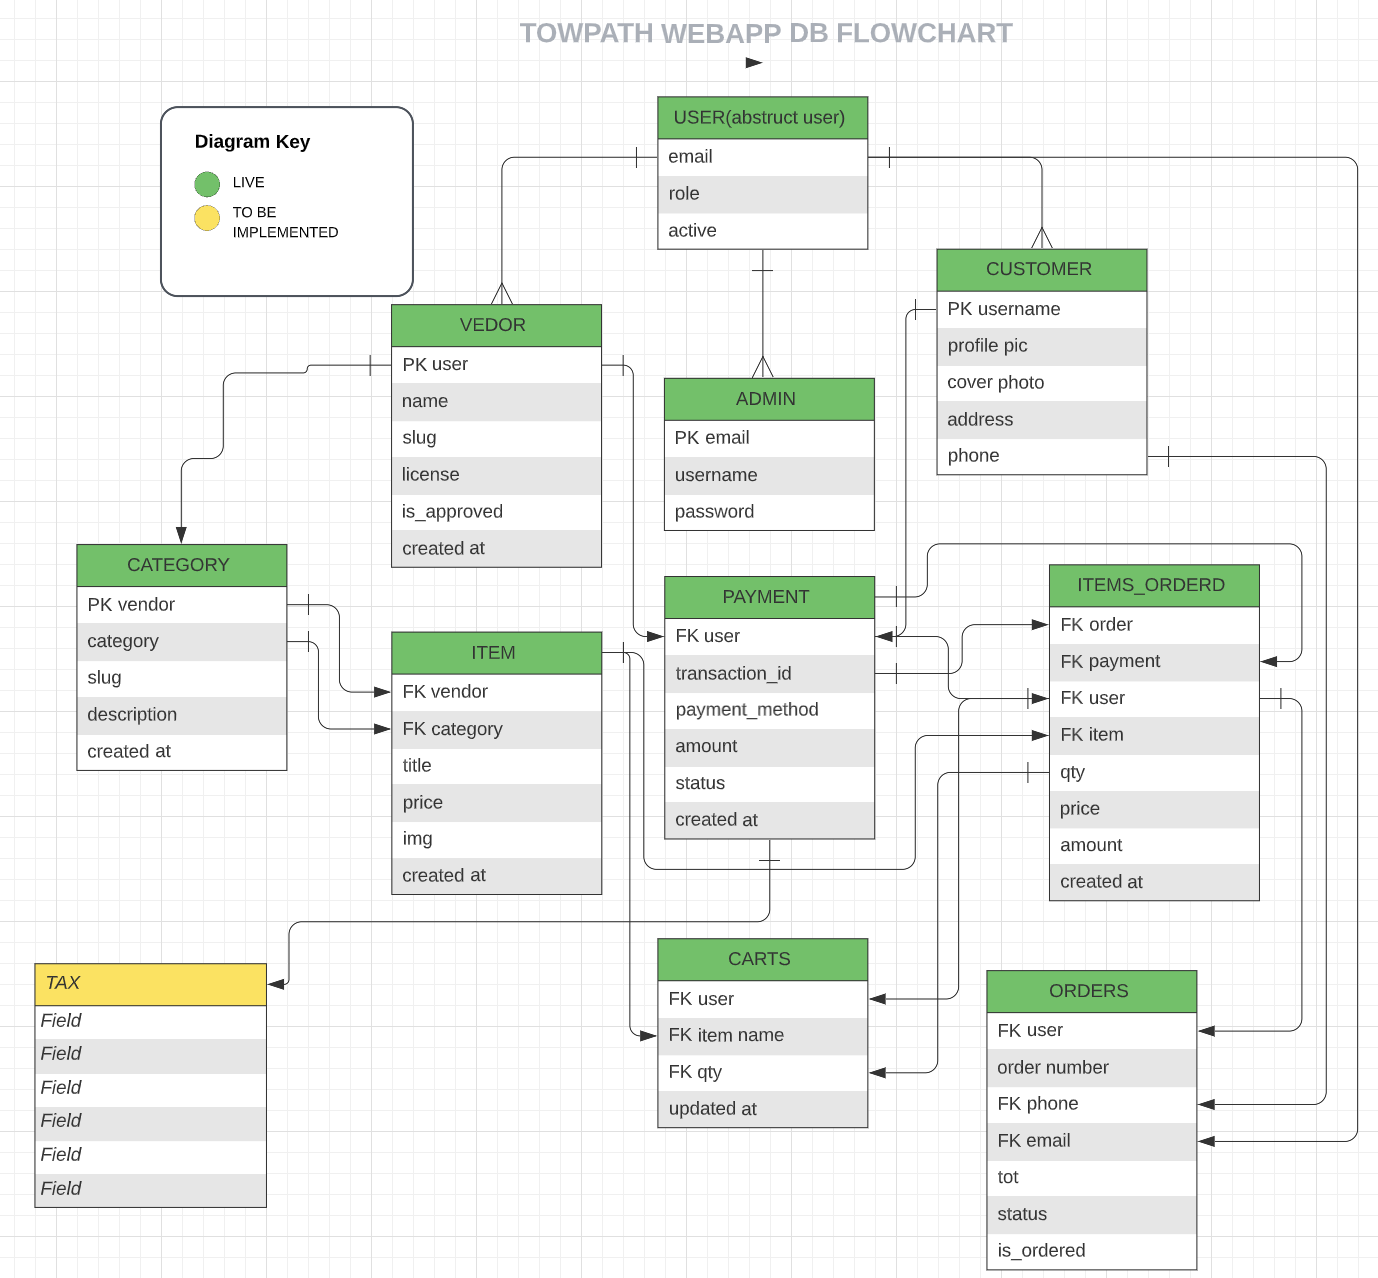 TOWPATH WEBAPP DB FLOWCHART
Diagram Key
LIVE
TO BE
IMPLEMENTED
USER(abstruct user)
email
role
active
CUSTOMER
PK username
profile pic
cover photo
address
phone
VEDOR
PK user
name
slug
license
is_approved
created at
ADMIN
PK email
username
password
CATEGORY
PK vendor
category
slug
description
created at
ITEM
FK vendor
FK category
title
price
img
created at
PAYMENT
FK user
transaction_id
payment_method
amount
status
created at
ITEMS_ORDERD
FK order
FK payment
FK user
FK item
qty
price
amount
created at
TAX
Field
Field
Field
Field
Field
Field
CARTS
FK user
FK item name
FK qty
updated at
ORDERS
FK user
order number
FK phone
FK email
tot
status
is_ordered